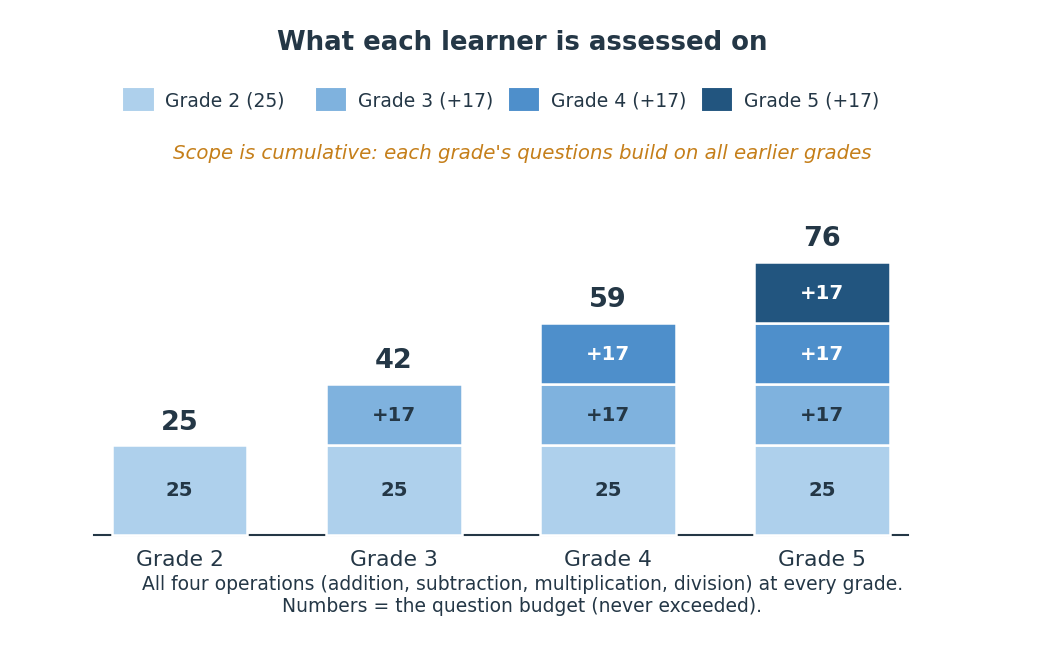 What each learner is assessed on
Grade 2 (25) Grade 3 (+17) Grade 4 (+17) Grade 5 (+17)
Scope is cumulative: each grade's questions build on all earlier grades
76
+17
59
+17 +17
42
+17 +17 +17
25
25 25 25 25
Grade 2 Grade 3 Grade 4 Grade 5
All four operations (addition, subtraction, multiplication, division) at every grade.
Numbers = the question budget (never exceeded).